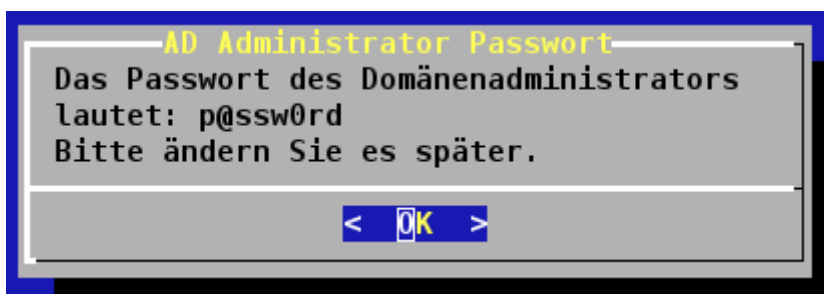 AD Administrator Passwort
Das Passwort des Domänenadministrators
lautet: p@ssw0rd
Bitte ändern Sie es später.
< OK >